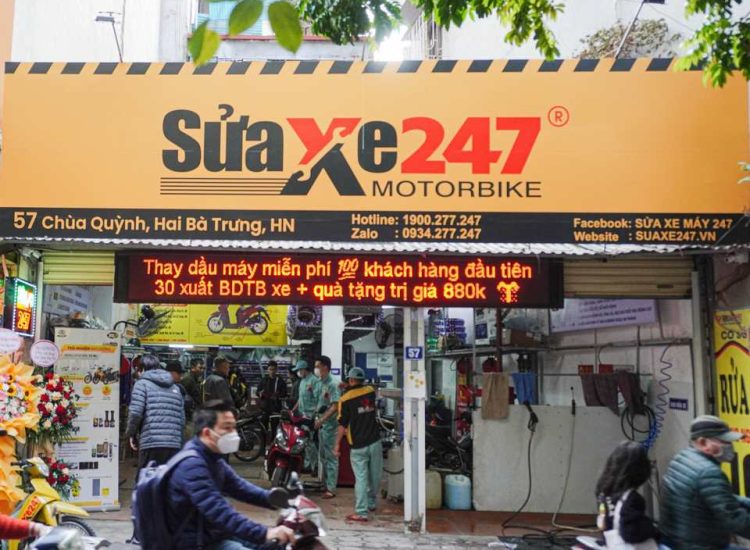 SửaXe247®
MOTORBIKE
57 Chùa Quỳnh, Hai Bà Trưng, HN
Hotline: 1900.277.247
Zalo : 0934.277.247
Facebook: SỬA XE MÁY 247
Website : SUAXE247.VN
Thay dầu máy miễn phí 100 khách hàng đầu tiên
30 xuất BDTB xe + quà tặng trị giá 880k
57
247
RỬA